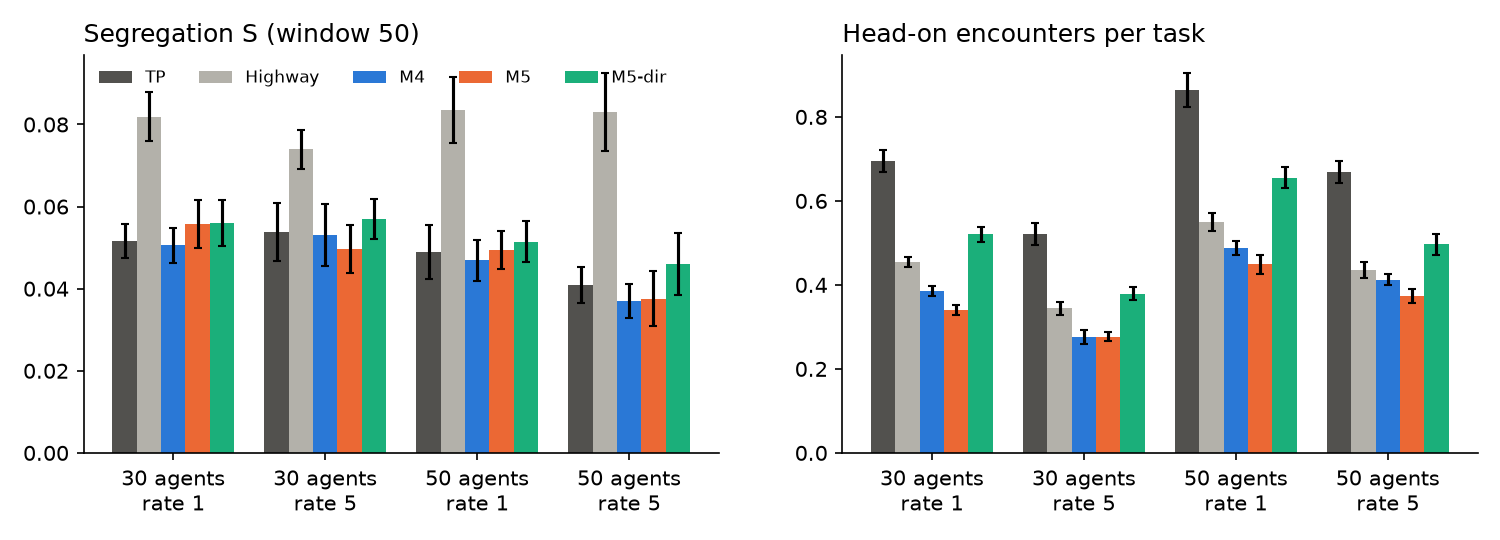 Segregation S (window 50)
TP Highway M4 M5 M5-dir
0.08
0.06
0.04
0.02
0.00
30 agents rate 1
30 agents rate 5
50 agents rate 1
50 agents rate 5
Head-on encounters per task
0.8
0.6
0.4
0.2
0.0
30 agents rate 1
30 agents rate 5
50 agents rate 1
50 agents rate 5